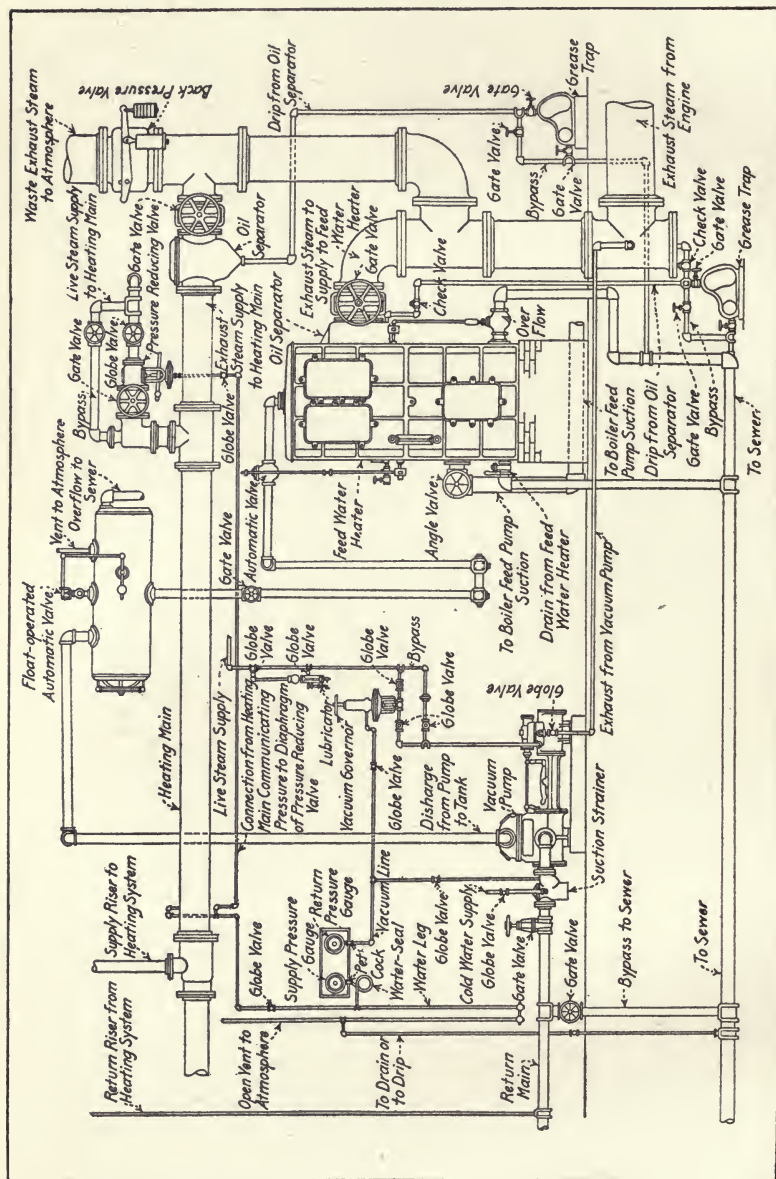 Waste Exhaust Steam
to Atmosphere
Back Pressure Valve
Live Steam Supply
to Heating Main
Gate Valve
Pressure Reducing Valve
Globe Valve
Gate Valve
Bypass
Oil
Separator
Drip from Oil
Separator
Gate Valve
Grease
Trap
Gate Valve
Bypass
Gate
Valve
Exhaust Steam from
Engine
Exhaust Steam to
Supply to Feed
Water
Heater
Gate Valve
Check Valve
Check Valve
Gate Valve
Grease Trap
Vent to Atmosphere
Overflow to
Sewer
Float-operated
Automatic Valve
Globe Valve
Exhaust
Steam Supply
to Heating Main
Oil Separator
Over
Flow
Gate Valve
Automatic Valve
Feed Water
Heater
Angle Valve
To Boiler Feed Pump
Suction
Drain from Feed
Water Heater
To Boiler Feed
Pump Suction
Drip from Oil
Separator
Gate Valve
Bypass
To Sewer
Exhaust from Vacuum Pump
Heating Main
Live Steam Supply
Connection from Heating
Main Communicating
Pressure to Diaphragm
of Pressure Reducing
Valve
Globe
Valve
Globe
Valve
Lubricator
Vacuum Governor
Globe
Valve
Bypass
Globe Valve
Globe Valve
Globe Valve
Discharge
from Pump
to Tank
Vacuum
Pump
Suction Strainer
Supply Riser to
Heating System
Supply Pressure
Gauge
Return
Pressure
Gauge
Pet
Cock
Vacuum Line
Water-Seal
Water Leg
Globe Valve
Globe Valve
Cold Water Supply
Globe Valve
Gate Valve
Gate Valve
Bypass to Sewer
To Sewer
Return Riser from
Heating System
Open Vent to
Atmosphere
To Drain or
to Drip
Return
Main